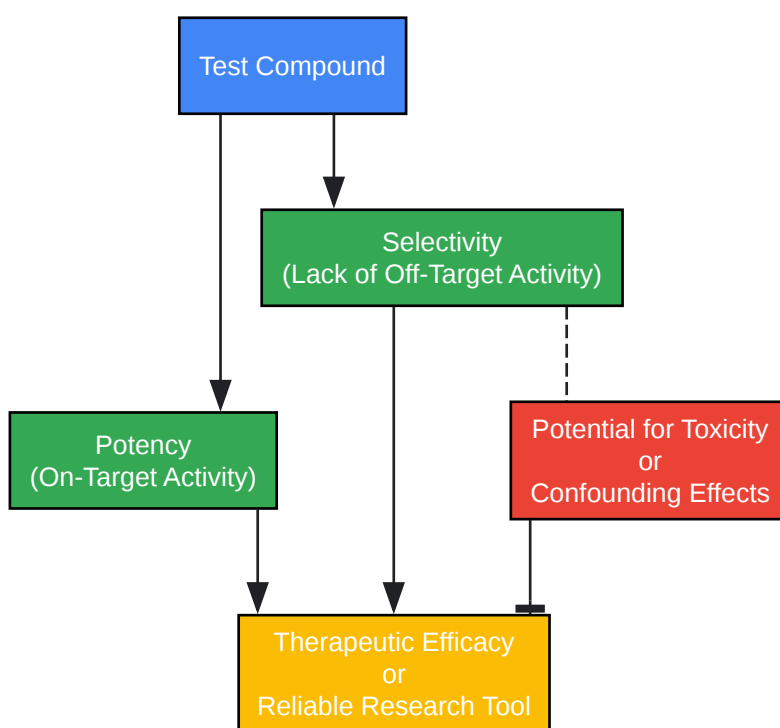 Test Compound
Selectivity
(Lack of Off-Target Activity)
Potency
(On-Target Activity)
Potential for Toxicity
or
Confounding Effects
Therapeutic Efficacy
or
Reliable Research Tool